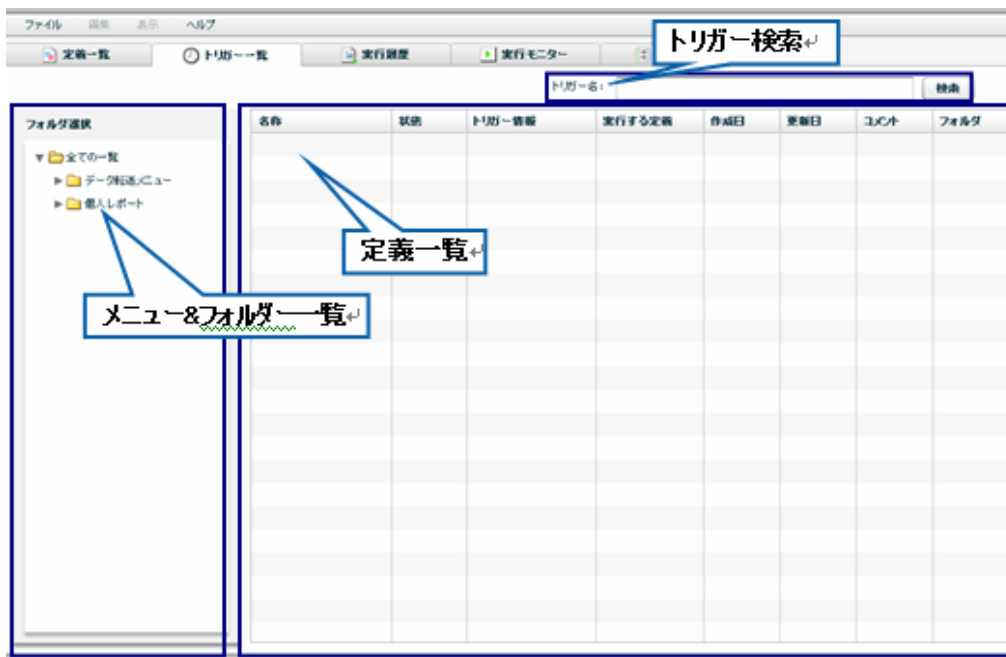 ファイル 編集 表示 ヘルプ
定義一覧 トリガー一覧 実行履歴 実行モニター
トリガー検索
トリガー名: 検索
フォルダ選択
名称 状態 トリガー情報 実行する定義 作成日 更新日 コメント フォルダ
全ての一覧
データ転送メニュー
個人レポート
定義一覧
メニュー&フォルダー一覧